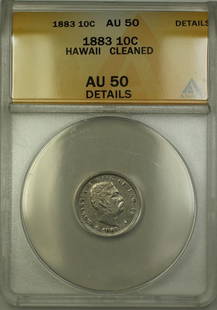 1883 10C AU 50 DETAILS
1883 10C
HAWAII CLEANED
AU 50
DETAILS